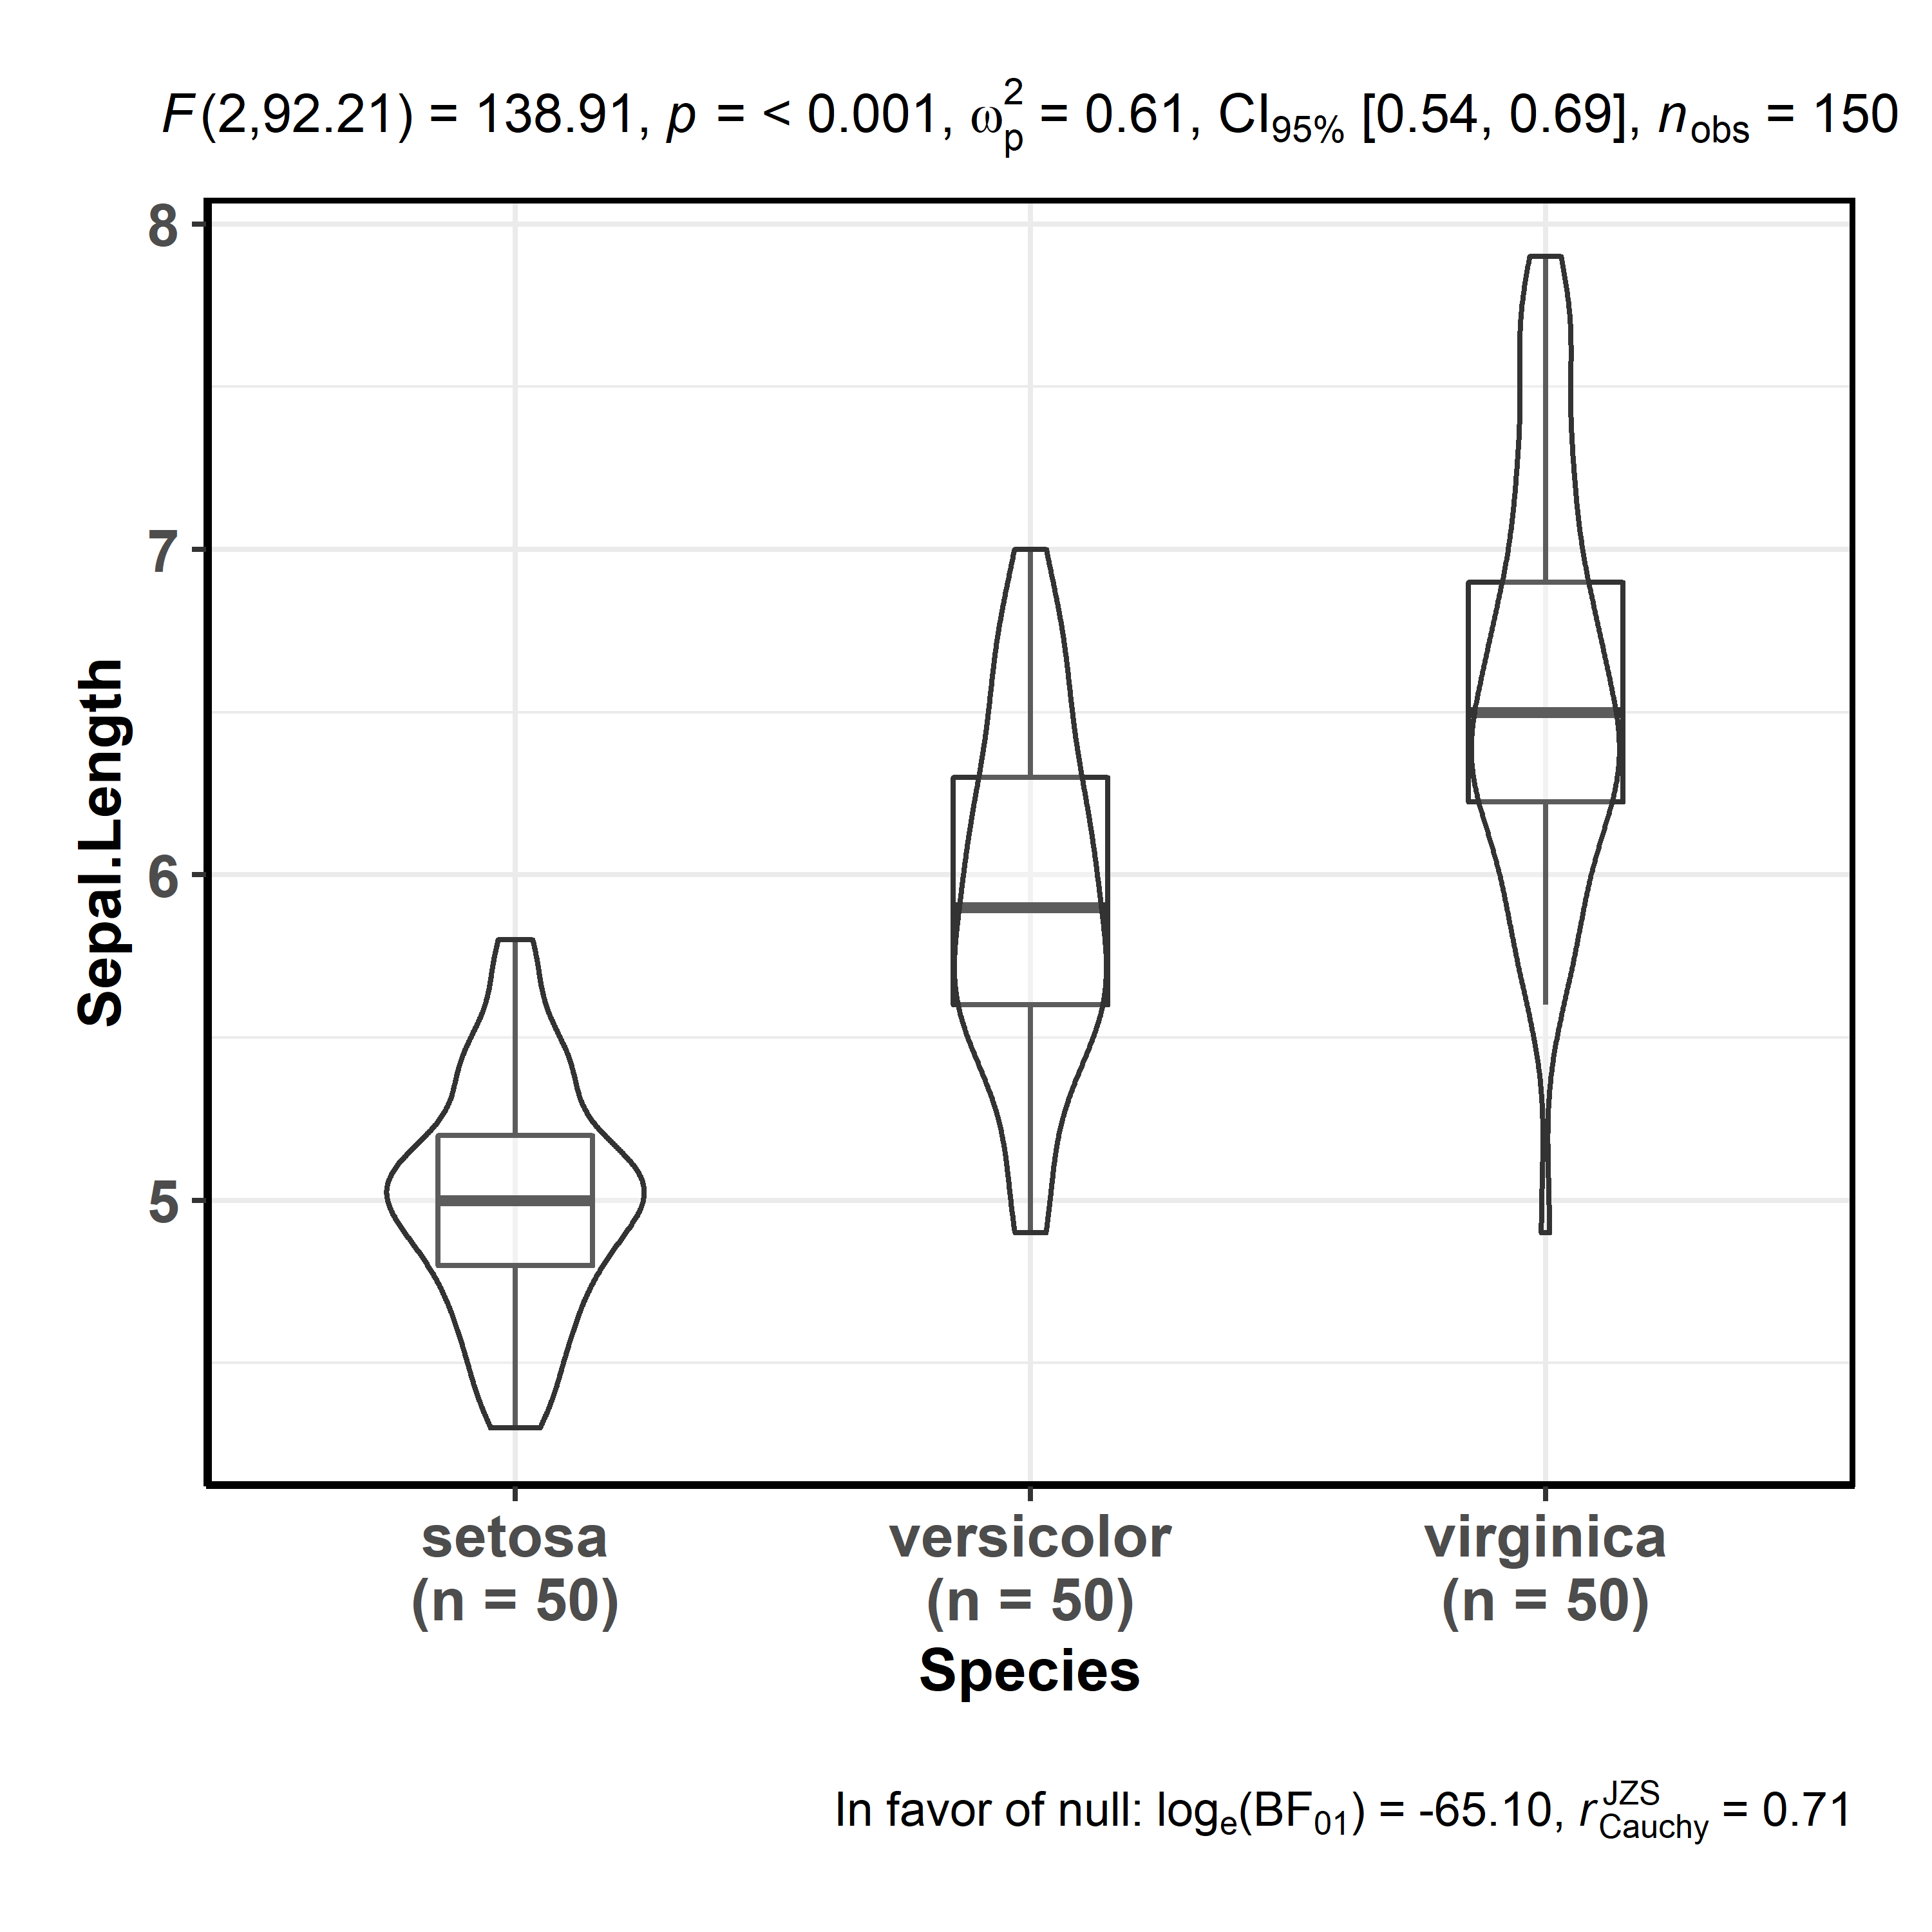 F(2,92.21) = 138.91, p = < 0.001, ω²ₚ = 0.61, CI₉₅% [0.54, 0.69], n_obs = 150
8
7
6
5
Sepal.Length
setosa versicolor virginica
(n = 50) (n = 50) (n = 50)
Species
In favor of null: logₑ(BF₀₁) = -65.10, r^JZS_Cauchy = 0.71